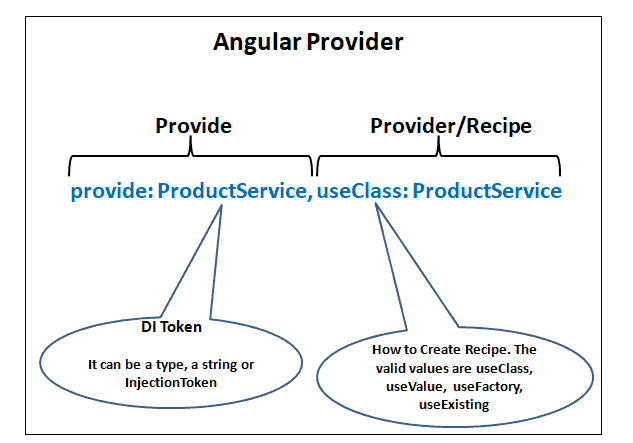 Angular Provider
Provide
Provider/Recipe
provide: ProductService, useClass: ProductService
DI Token
It can be a type, a string or
InjectionToken
How to Create Recipe. The
valid values are useClass,
useValue, useFactory,
useExisting